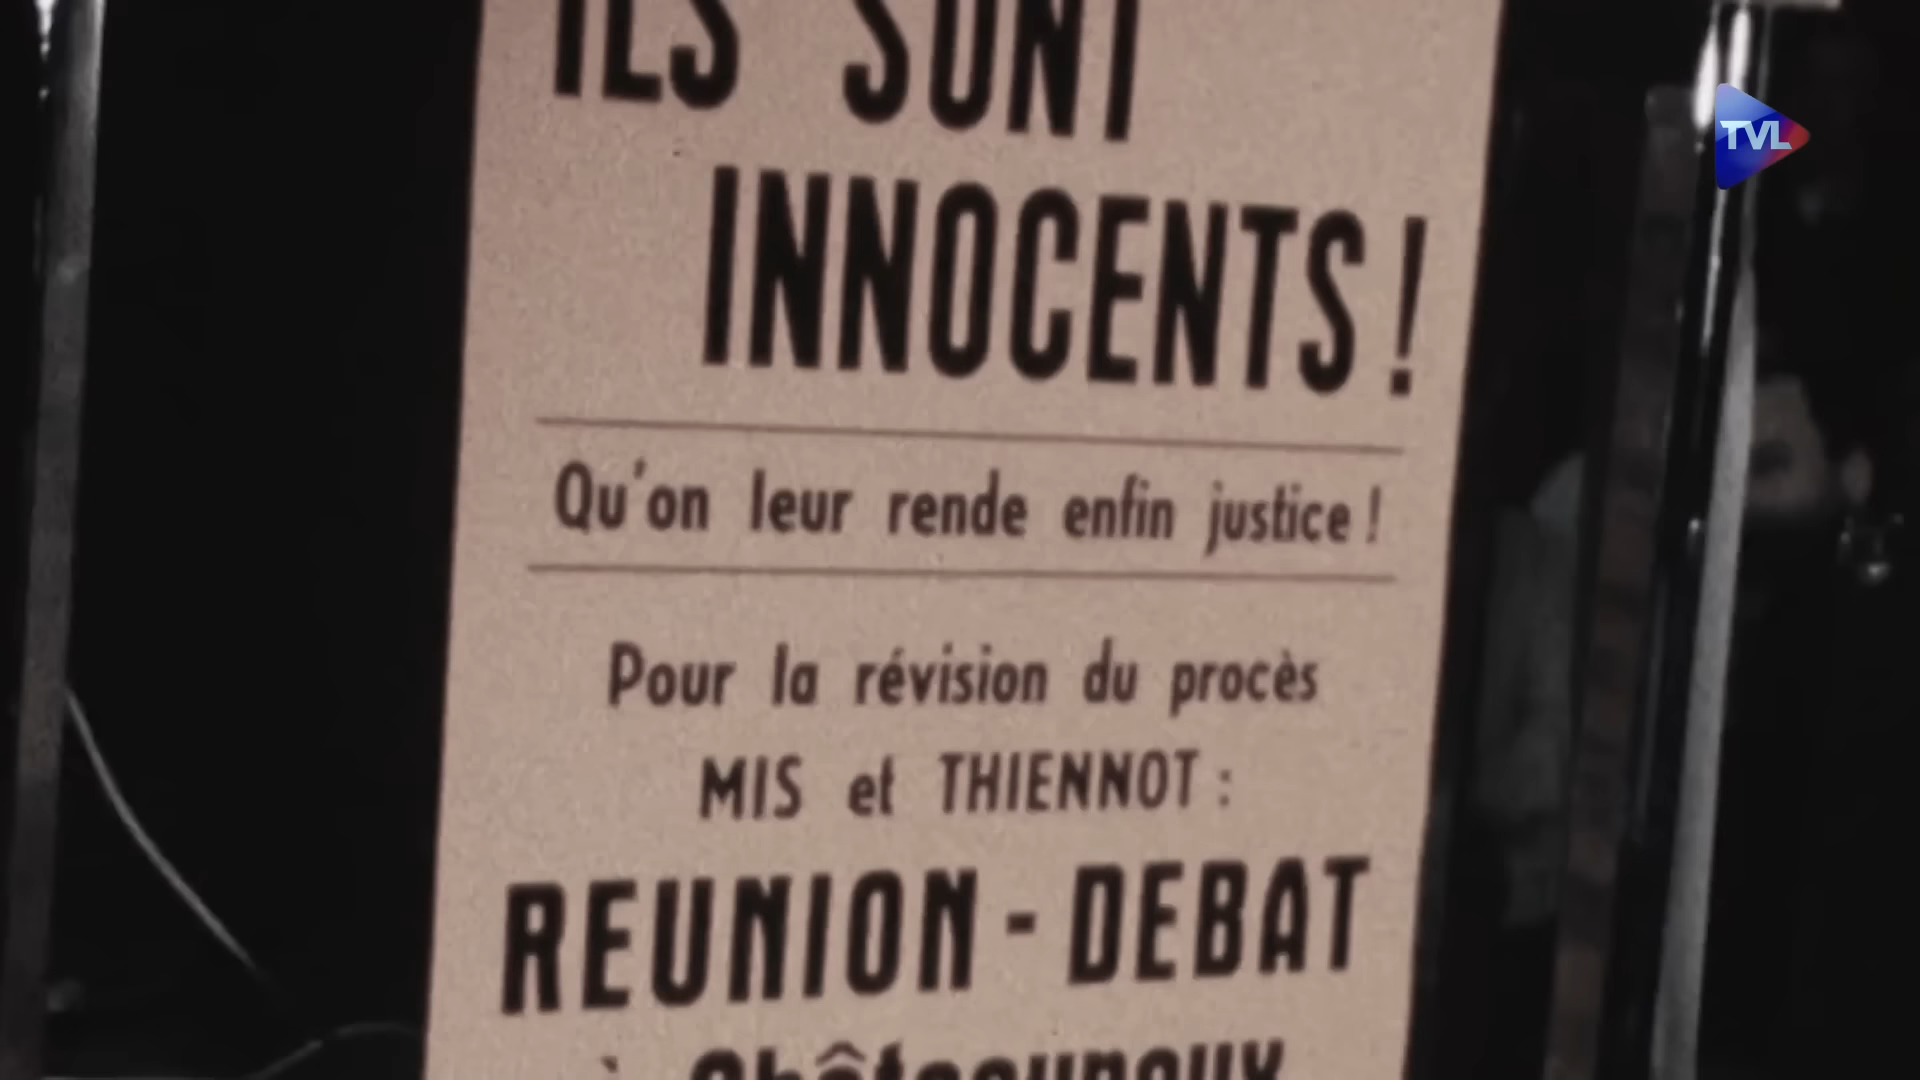 ILS SONT
TVL
INNOCENTS !
Qu'on leur rende enfin justice !
Pour la révision du procès
MIS et THIENNOT :
REUNION - DEBAT
à Châteauroux